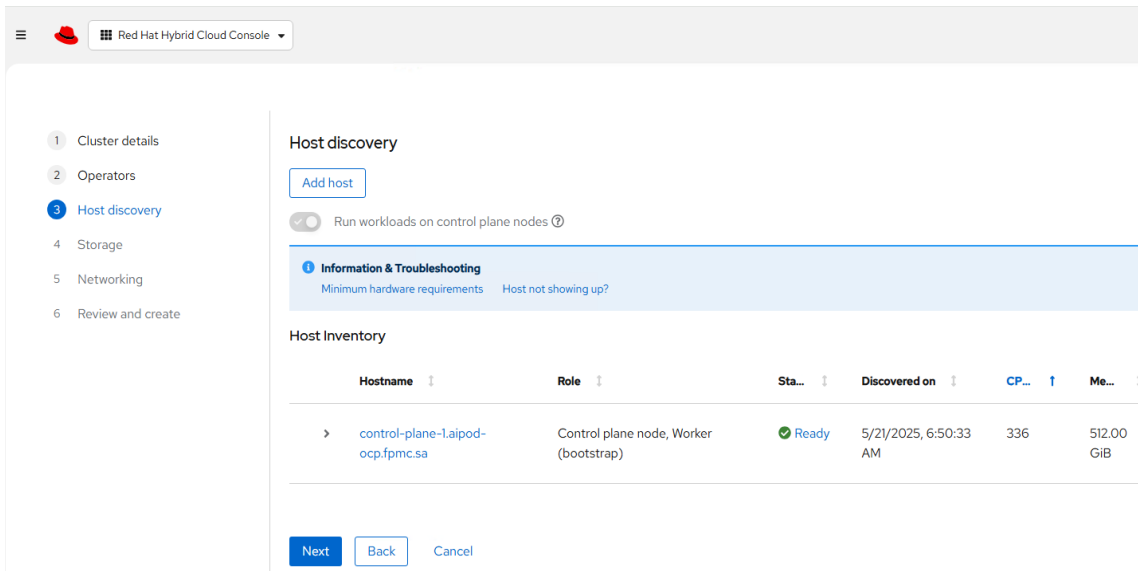 Red Hat Hybrid Cloud Console
1 Cluster details
2 Operators
3 Host discovery
4 Storage
5 Networking
6 Review and create
Host discovery
Add host
Run workloads on control plane nodes
Information & Troubleshooting
Minimum hardware requirements Host not showing up?
Host Inventory
Hostname Role Sta... Discovered on CP... Me...
control-plane-1.aipod- Control plane node, Worker Ready 5/21/2025, 6:50:33 336 512.00
ocp.fpmc.sa (bootstrap) AM GiB
Next Back Cancel